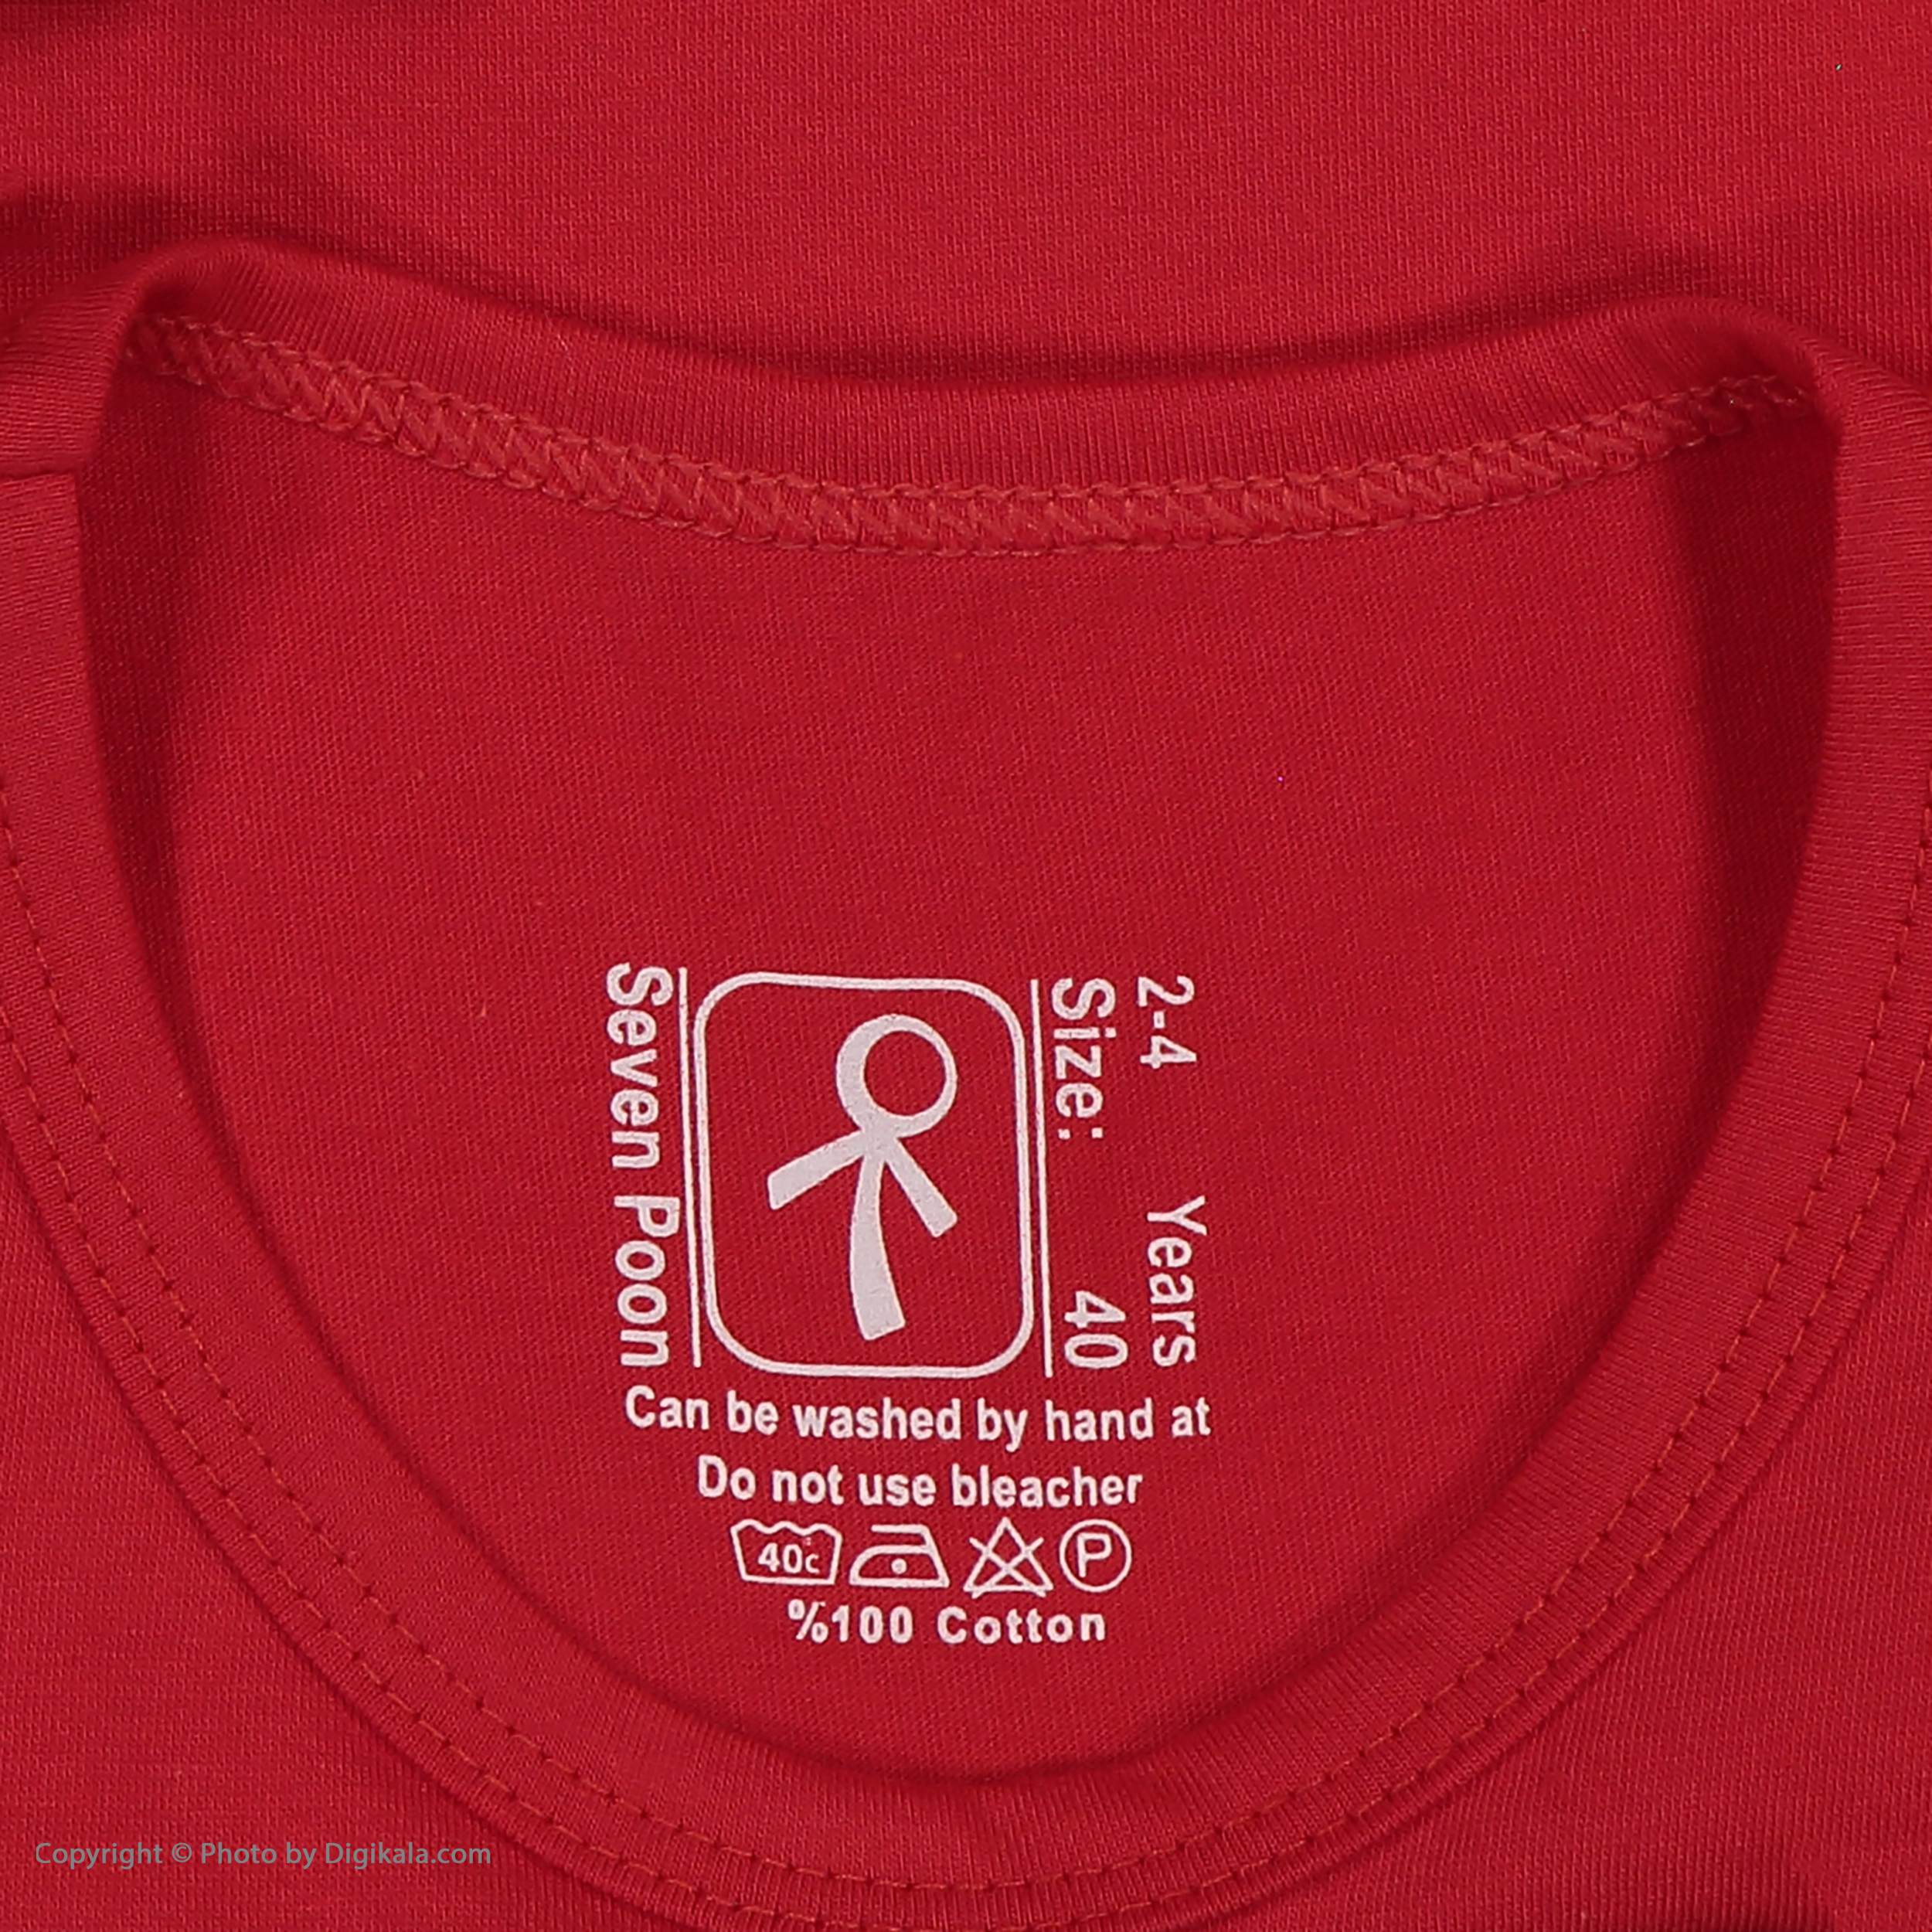 Seven Poon
Size: 40
2-4 Years
Can be washed by hand at
Do not use bleacher
40c P
%100 Cotton
Copyright © Photo by Digikala.com